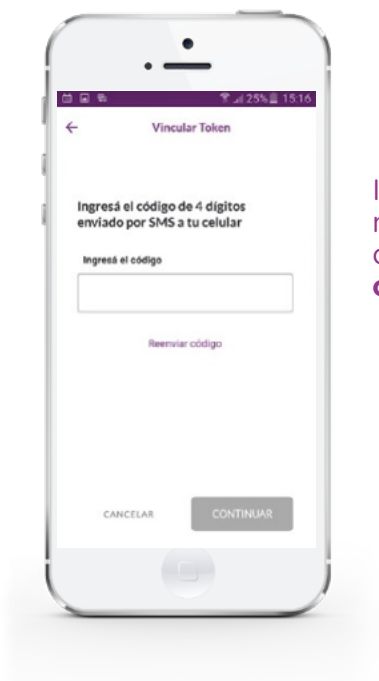 25% 15:16
Vincular Token
Ingresá el código de 4 dígitos
enviado por SMS a tu celular
Ingresá el código
Reenviar código
CANCELAR
CONTINUAR